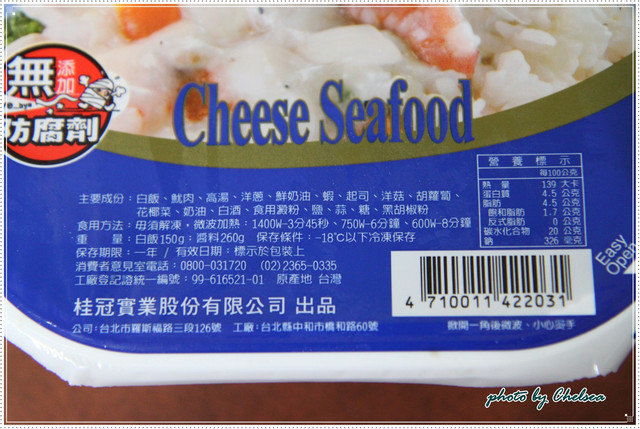 無
添加
防腐劑
Cheese Seafood
營養標示
每100公克
熱量 139 大卡
蛋白質 4.5 公克
脂肪 4.5 公克
飽和脂肪 1.7 公克
反式脂肪 0 公克
碳水化合物 20 公克
鈉 326 毫克
主要成份：白飯、魷肉、高湯、洋蔥、鮮奶油、蝦、起司、洋菇、胡蘿蔔、
花椰菜、奶油、白酒、食用澱粉、鹽、蒜、糖、黑胡椒粉
食用方法：毋須解凍，微波加熱：1400W-3分45秒、750W-6分鐘、600W-8分鐘
重量：白飯150g；醬料260g 保存條件：-18℃以下冷凍保存
保存期限：一年 / 有效日期：標示於包裝上
消費者意見室電話：0800-031720 (02)2365-0335
工廠登記證統一編號：99-616521-01 原產地 台灣
桂冠實業股份有限公司 出品
公司：台北市羅斯福路三段126號 工廠：台北縣中和市橋和路60號
Easy
Open
4 710011 422031
掀開一角後微波、小心燙手
photo by Chelsea